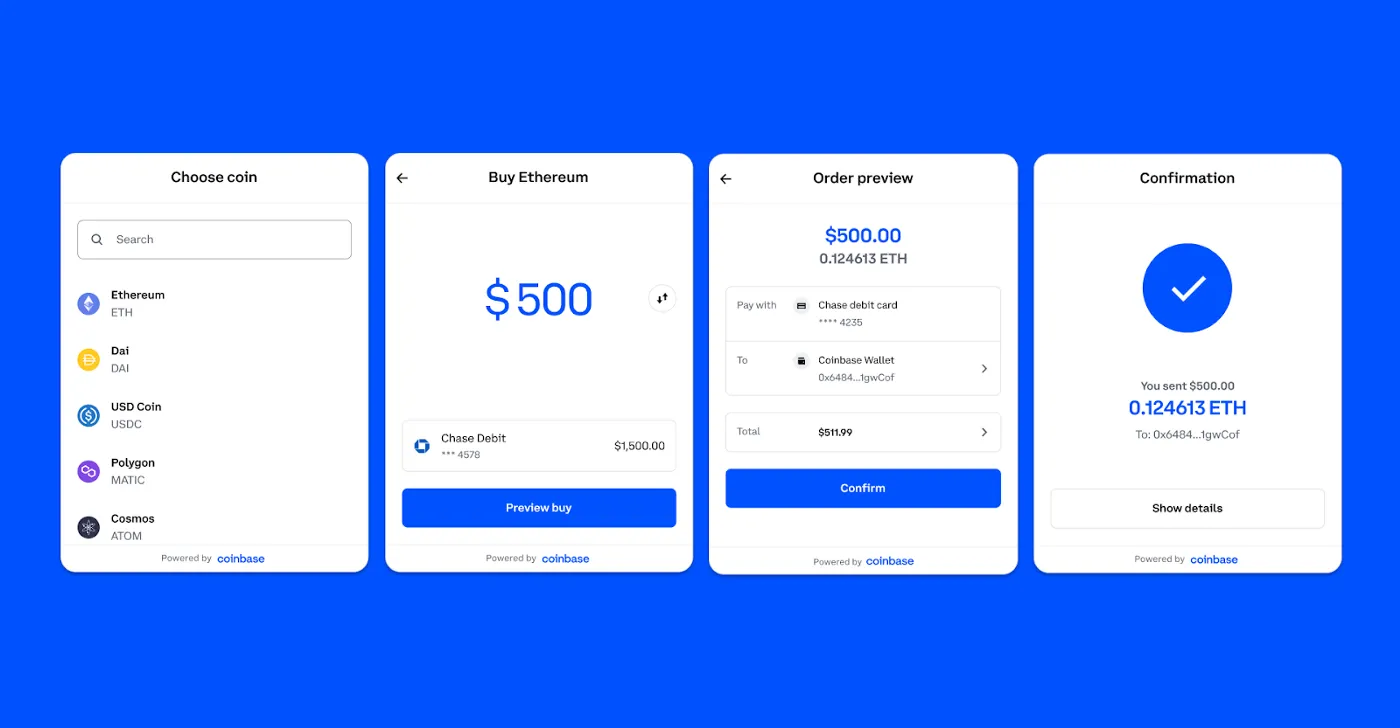 Choose coin
Search
Ethereum
ETH
Dai
DAI
USD Coin
USDC
Polygon
MATIC
Cosmos
ATOM
Powered by coinbase
Buy Ethereum
$500
Chase Debit
*** 4578
$1,500.00
Preview buy
Powered by coinbase
Order preview
$500.00
0.124613 ETH
Pay with
Chase debit card
**** 4235
To
Coinbase Wallet
0x6484...1gwCof
Total
$511.99
Confirm
Powered by coinbase
Confirmation
You sent $500.00
0.124613 ETH
To: 0x6484...1gwCof
Show details
Powered by coinbase